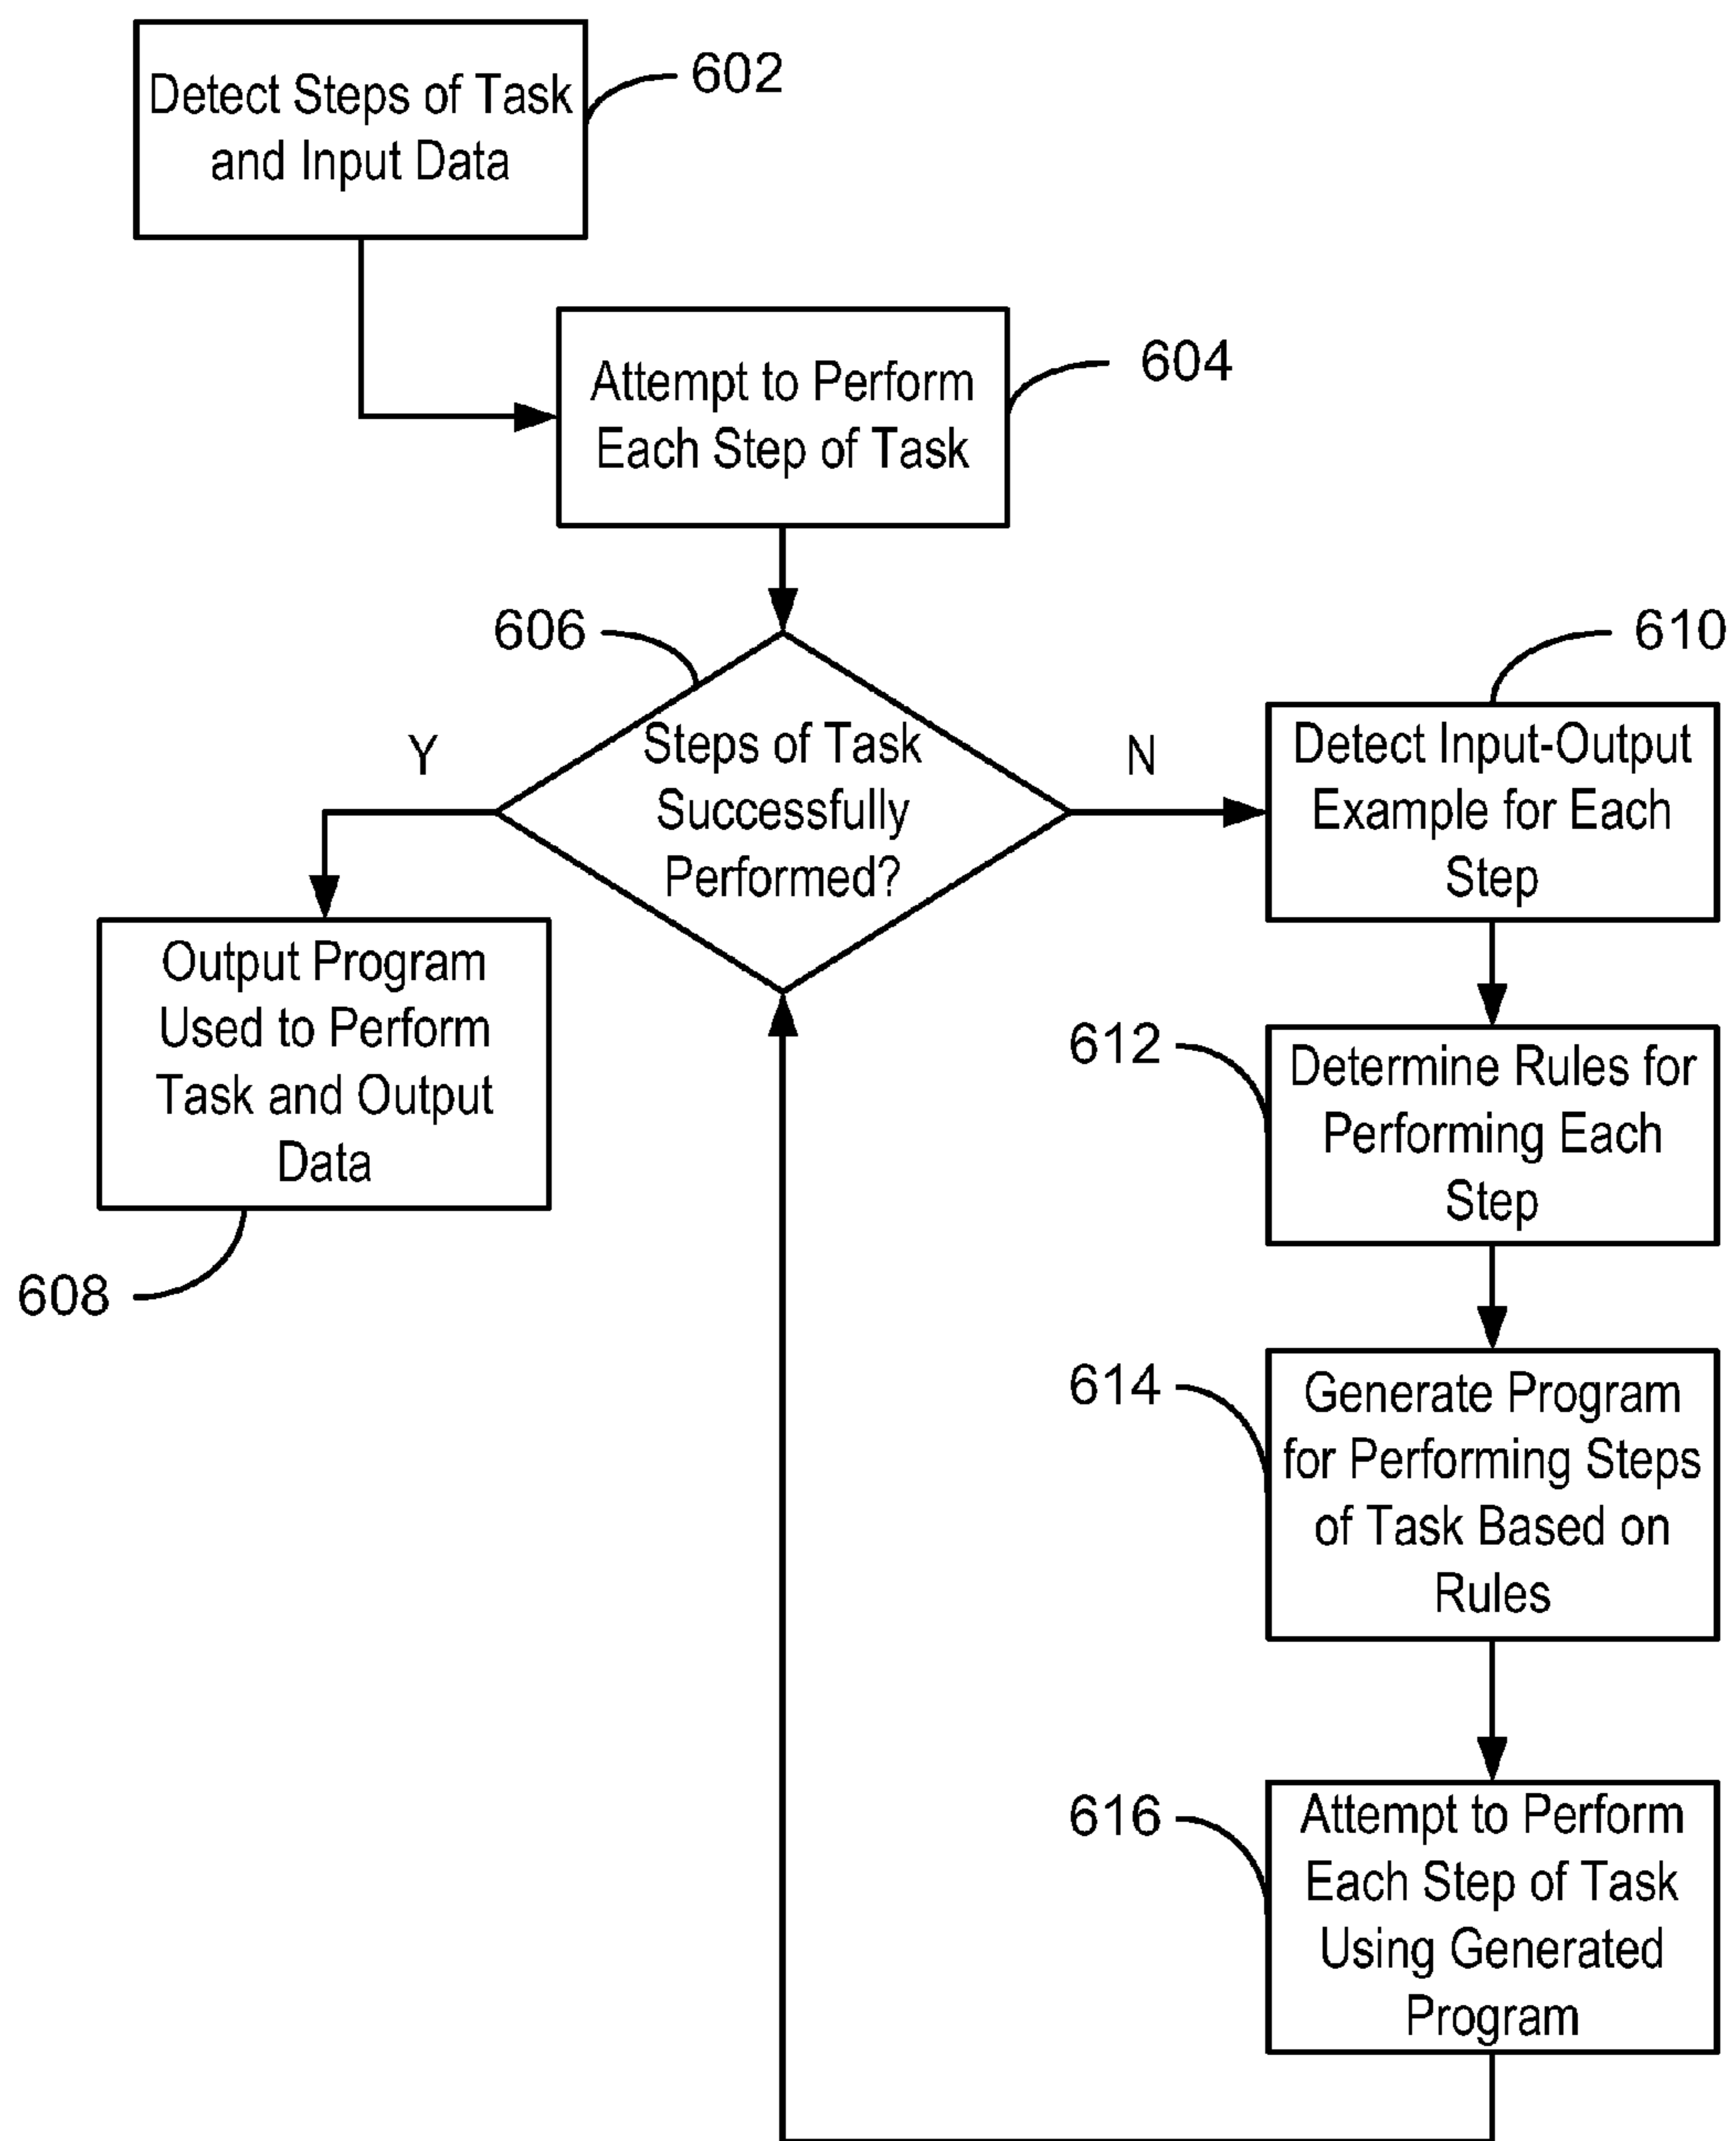 Detect Steps of Task
and Input Data
602
Attempt to Perform
Each Step of Task
604
606
Steps of Task
Successfully
Performed?
Y
N
Output Program
Used to Perform
Task and Output
Data
608
610
Detect Input-Output
Example for Each
Step
612
Determine Rules for
Performing Each
Step
614
Generate Program
for Performing Steps
of Task Based on
Rules
616
Attempt to Perform
Each Step of Task
Using Generated
Program